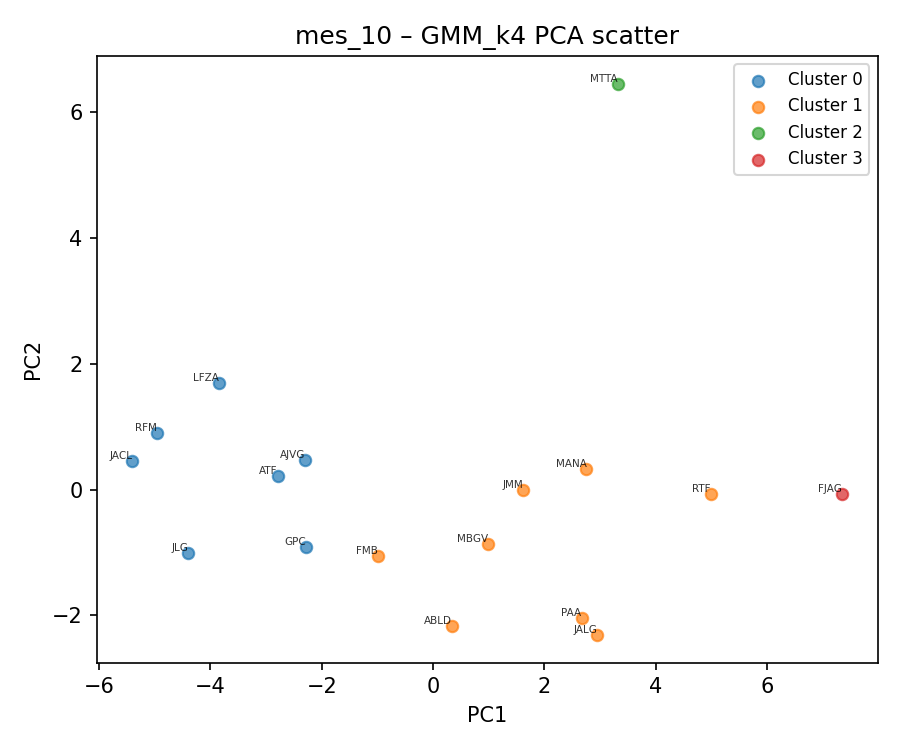 mes_10 – GMM_k4 PCA scatter
MTTA
Cluster 0
Cluster 1
Cluster 2
Cluster 3
6
4
2
0
−2
PC2
LFZA
RFM
JACL
AJVG
ATF
JLG
GPC
FMB
MANA
JMM
MBGV
ABLD
PAA
JALG
RTF
FJAG
−6 −4 −2 0 2 4 6
PC1